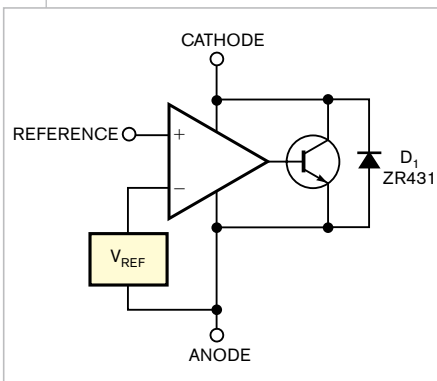 CATHODE
REFERENCE
+
−
D1
ZR431
VREF
ANODE